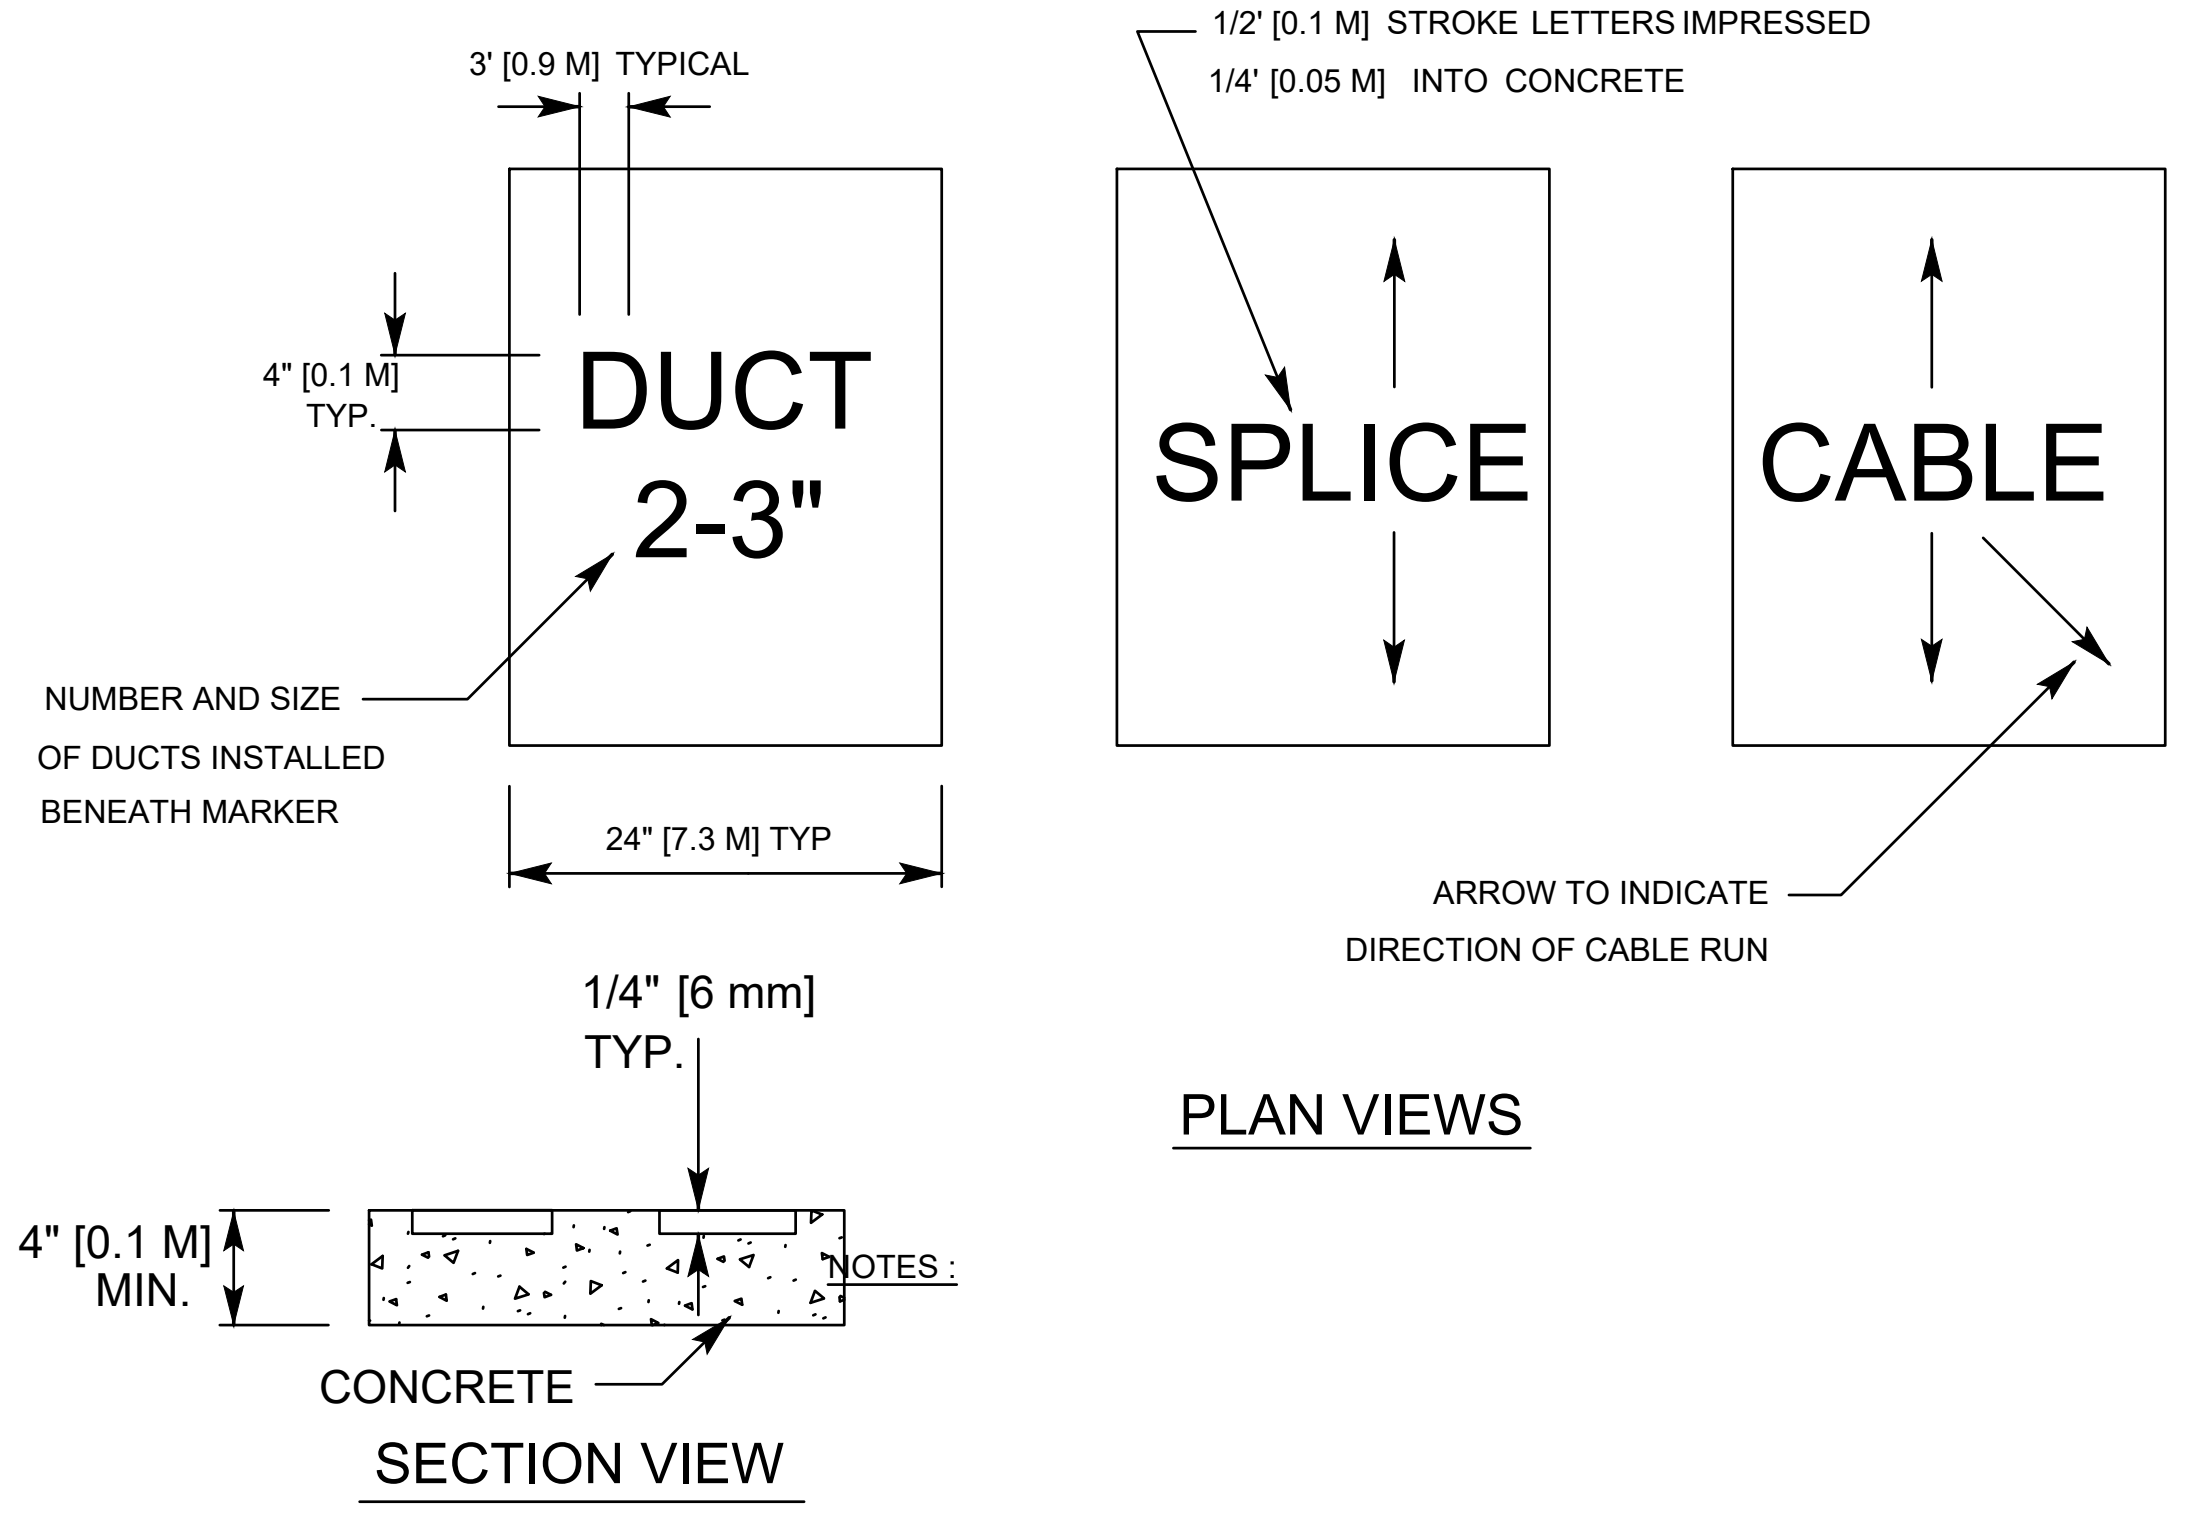 1/2' [0.1 M] STROKE LETTERS IMPRESSED
1/4' [0.05 M] INTO CONCRETE
3' [0.9 M] TYPICAL
4" [0.1 M]
TYP.
DUCT
2-3"
SPLICE
CABLE
NUMBER AND SIZE
OF DUCTS INSTALLED
BENEATH MARKER
24" [7.3 M] TYP
ARROW TO INDICATE
DIRECTION OF CABLE RUN
1/4" [6 mm]
TYP.
PLAN VIEWS
4" [0.1 M]
MIN.
NOTES :
CONCRETE
SECTION VIEW